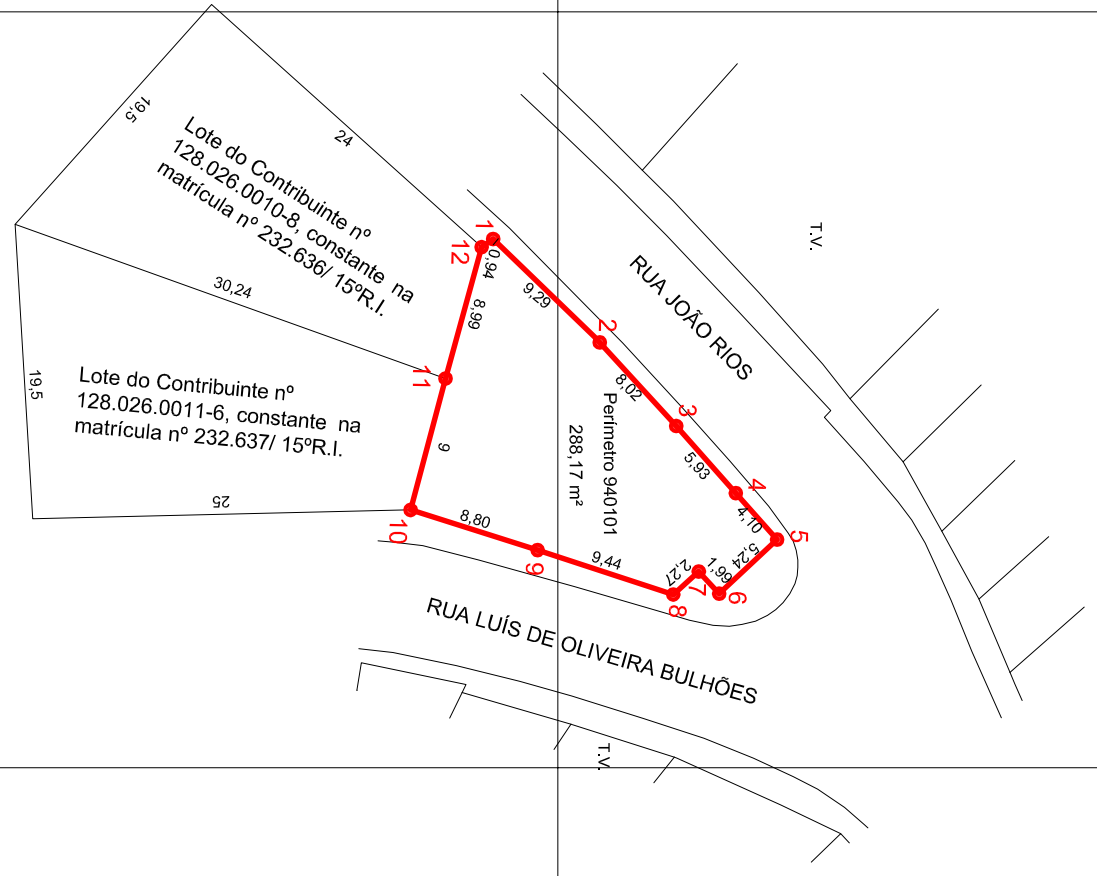 19,5
24
Lote do Contribuinte nº
128.026.0010-8, constante  na
matrícula nº 232.636/ 15ºR.I.
30,24
19,5
Lote do Contribuinte nº
128.026.0011-6, constante  na
matrícula nº 232.637/ 15ºR.I.
25
T.V.
RUA JOÃO RIOS
1
12
0,94
9,29
2
8,99
8,02
11
3
Perímetro 940101
288,17 m²
5,93
9
4
4,10
5
10
8,80
9
9,44
5,24
1,99
2,27
7
6
8
RUA LUÍS DE OLIVEIRA BULHÕES
T.V.